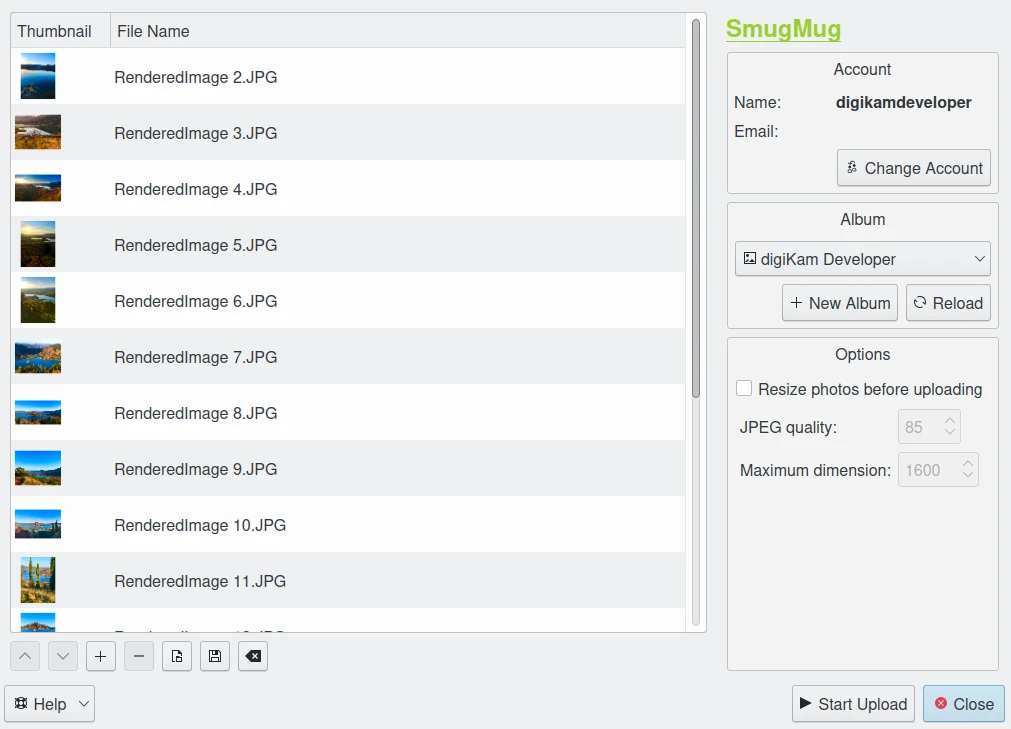 Thumbnail File Name
RenderedImage 2.JPG
RenderedImage 3.JPG
RenderedImage 4.JPG
RenderedImage 5.JPG
RenderedImage 6.JPG
RenderedImage 7.JPG
RenderedImage 8.JPG
RenderedImage 9.JPG
RenderedImage 10.JPG
RenderedImage 11.JPG
SmugMug
Account
Name: digikamdeveloper
Email:
Change Account
Album
digiKam Developer
New Album Reload
Options
Resize photos before uploading
JPEG quality: 85
Maximum dimension: 1600
Help
Start Upload Close